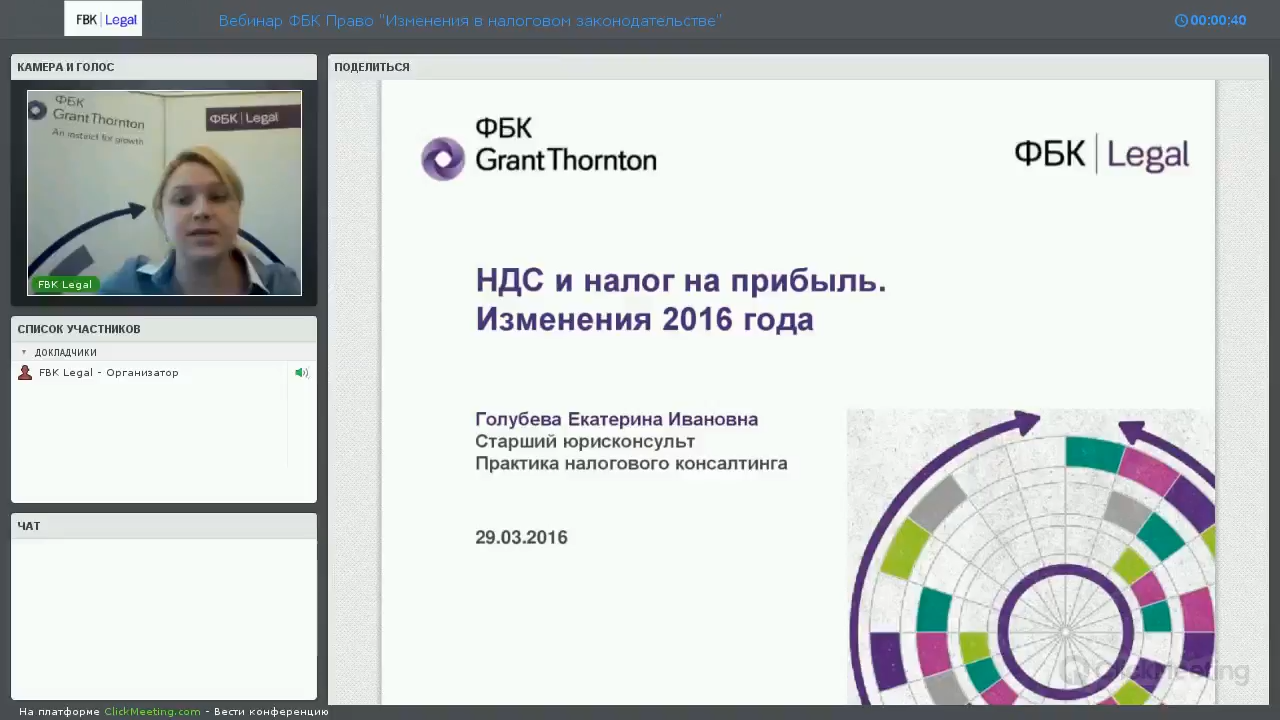 FBK Legal
Вебинар ФБК Право "Изменения в налоговом законодательстве"
00:00:40
КАМЕРА И ГОЛОС
ФБК
Grant Thornton
An instinct for growth
ФБК Legal
FBK Legal
СПИСОК УЧАСТНИКОВ
ДОКЛАДЧИКИ
FBK Legal - Организатор
ЧАТ
На платформе ClickMeeting.com - Вести конференцию
ПОДЕЛИТЬСЯ
ФБК
Grant Thornton
ФБК Legal
НДС и налог на прибыль.
Изменения 2016 года
Голубева Екатерина Ивановна
Старший юрисконсульт
Практика налогового консалтинга
29.03.2016
ClickMeeting